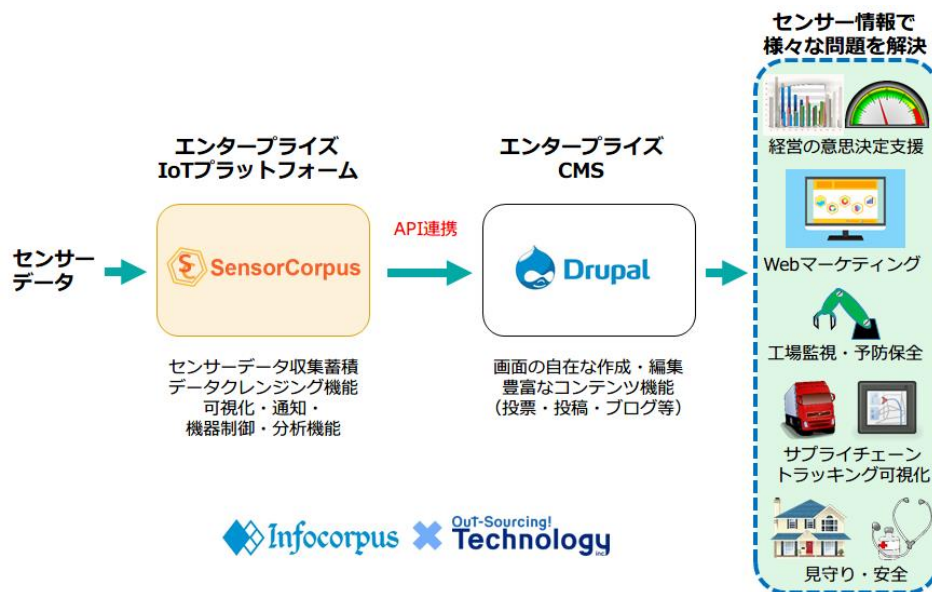 センサー情報で
様々な問題を解決
経営の意思決定支援
Webマーケティング
工場監視・予防保全
サプライチェーン
トラッキング可視化
見守り・安全
エンタープライズ
IoTプラットフォーム
エンタープライズ
CMS
API連携
センサー
データ
SensorCorpus
Drupal
センサーデータ収集蓄積
データクレンジング機能
可視化・通知・
機器制御・分析機能
画面の自在な作成・編集
豊富なコンテンツ機能
（投票・投稿・ブログ等）
Infocorpus
OuT-Sourcing!
Technology
inc.